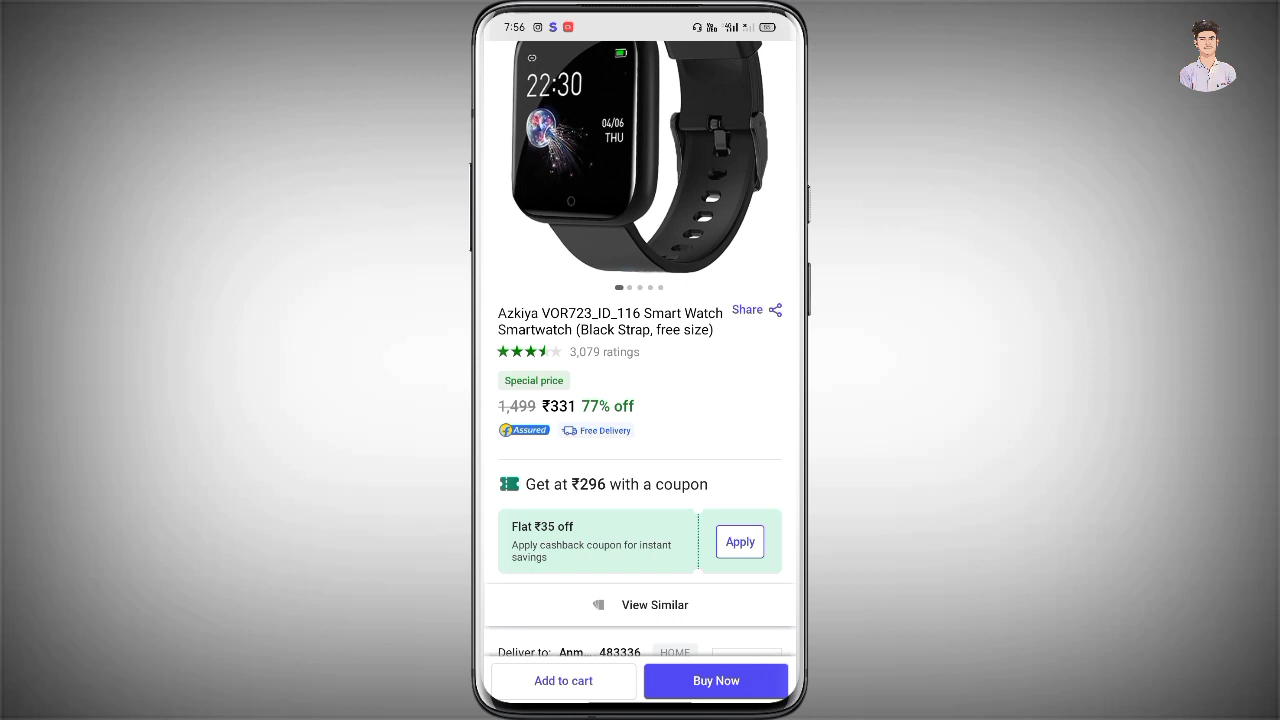 7:56
22:30
04/06
THU
Azkiya VOR723_ID_116 Smart Watch
Smartwatch (Black Strap, free size)
Share
3,079 ratings
Special price
1,499 ₹331 77% off
Assured Free Delivery
Get at ₹296 with a coupon
Flat ₹35 off
Apply cashback coupon for instant
savings
Apply
View Similar
Deliver to: Anm... 483336 HOME
Add to cart
Buy Now